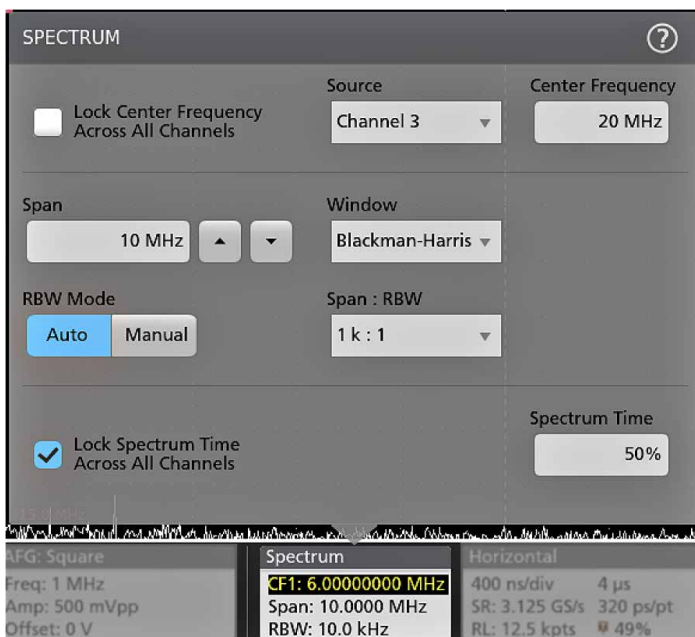 SPECTRUM
?
Lock Center Frequency
Across All Channels
Source
Channel 3
Center Frequency
20 MHz
Span
10 MHz
Window
Blackman-Harris
RBW Mode
Auto Manual
Span : RBW
1 k : 1
Lock Spectrum Time
Across All Channels
Spectrum Time
50%
AFG: Square
Freq: 1 MHz
Amp: 500 mVpp
Offset: 0 V
Spectrum
CF1: 6.00000000 MHz
Span: 10.0000 MHz
RBW: 10.0 kHz
Horizontal
400 ns/div 4 µs
SR: 3.125 GS/s 320 ps/pt
RL: 12.5 kpts 49%